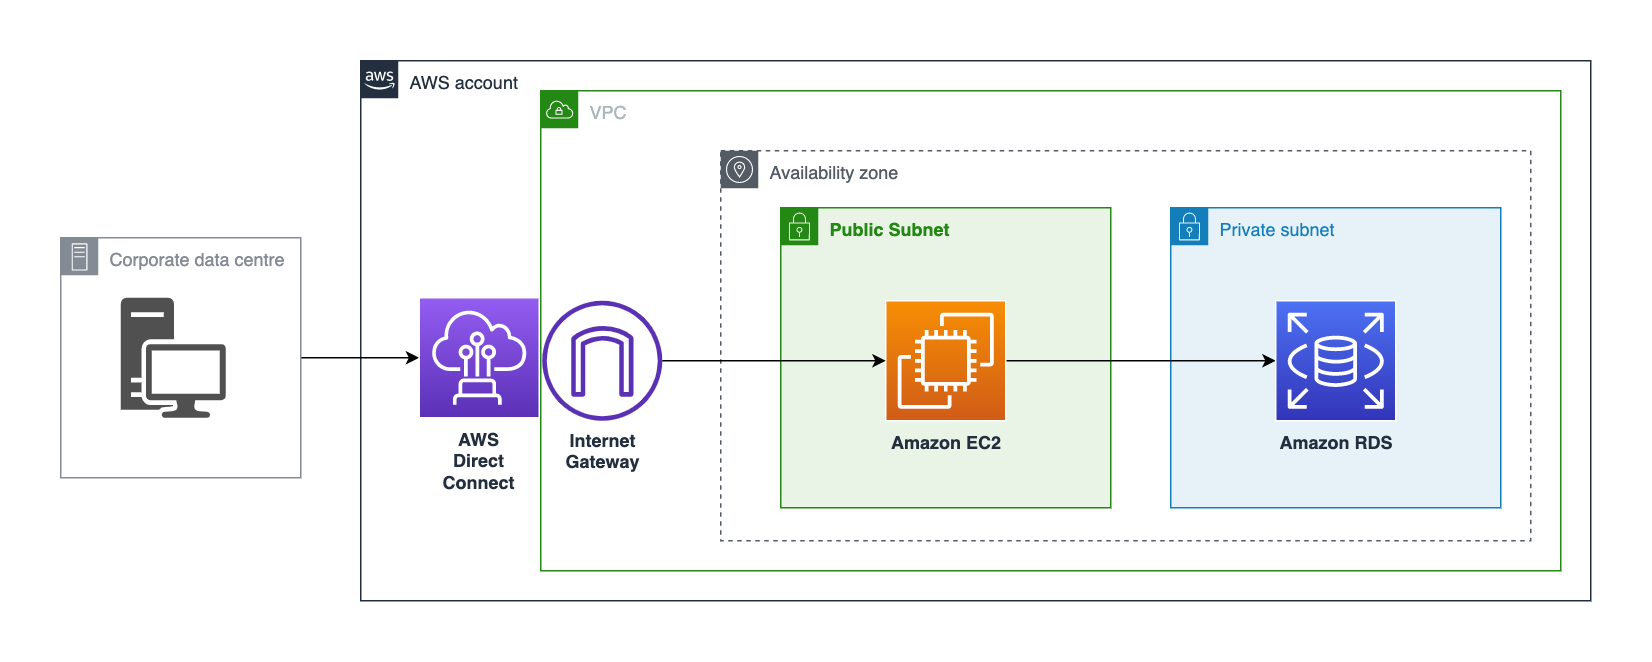 aws
AWS account
VPC
Availability zone
Public Subnet
Private subnet
Corporate data centre
AWS
Direct
Connect
Internet
Gateway
Amazon EC2
Amazon RDS